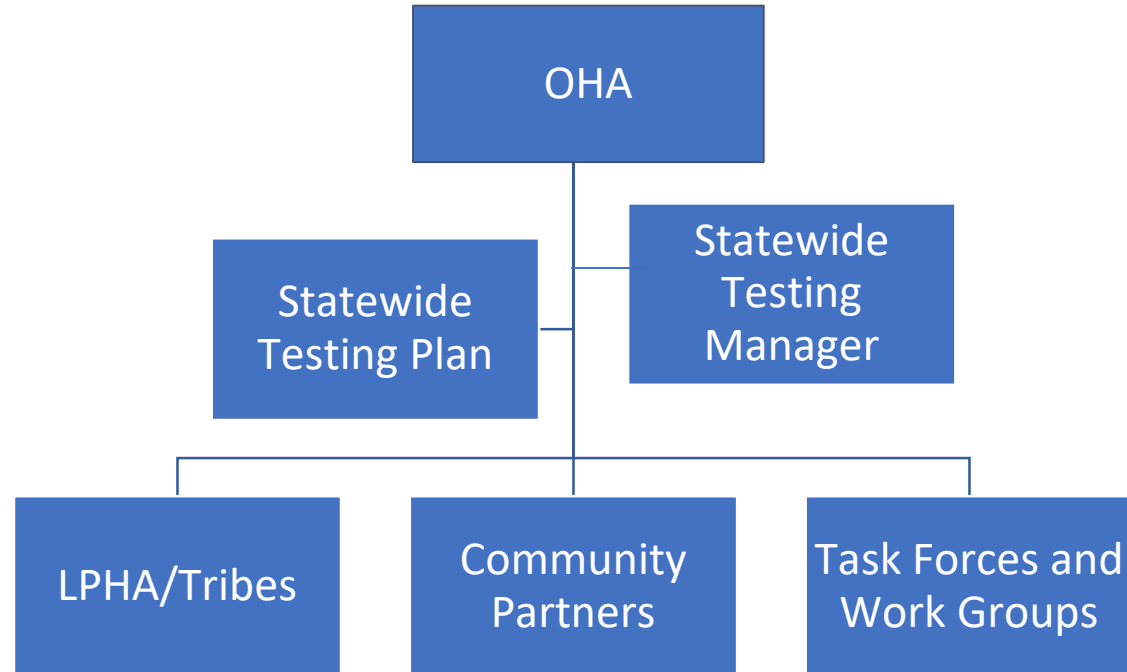 OHA
Statewide
Testing
Manager
Statewide
Testing Plan
LPHA/Tribes
Community
Partners
Task Forces and
Work Groups